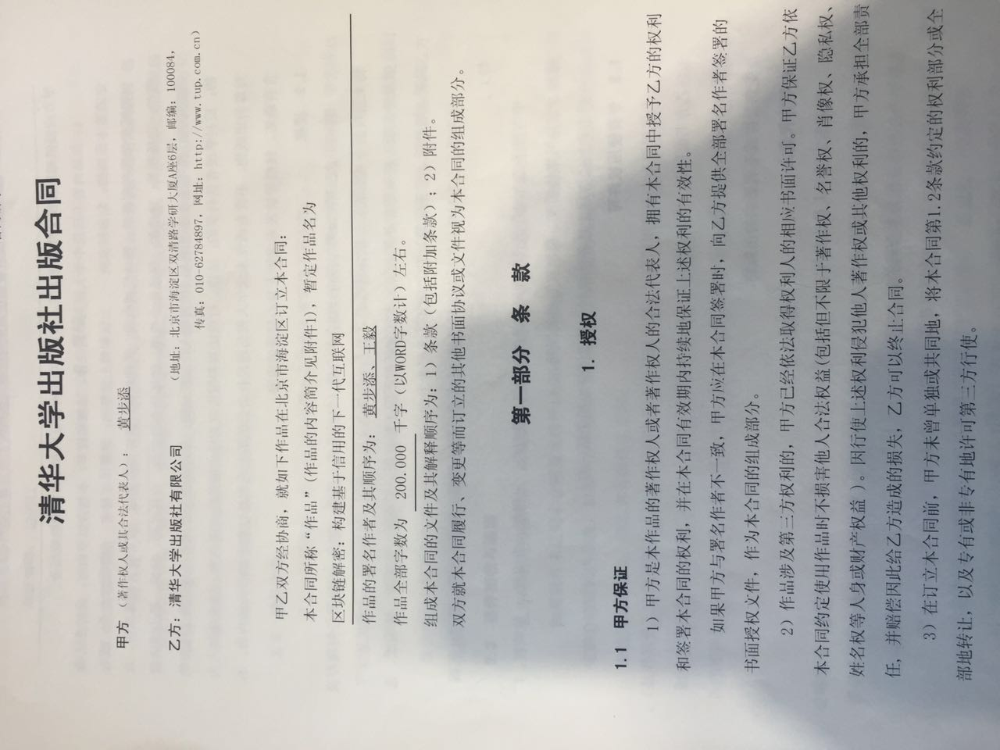 清华大学出版社出版合同
甲方（著作权人或其合法代表人）： 黄步添
乙方：清华大学出版社有限公司 （地址：北京市海淀区双清路学研大厦A座6层，邮编：100084，
传真：010-62784897，网址：http://www.tup.com.cn）
甲乙双方经协商，就如下作品在北京市海淀区订立本合同：
本合同所称“作品”（作品的内容简介见附件1），暂定作品名为
区块链解密：构建基于信用的下一代互联网
作品的署名作者及其顺序为： 黄步添、王毅
作品全部字数为 200.000 千字（以WORD字数计）左右。
组成本合同的文件及其解释顺序为：1）条款（包括附加条款）；2）附件。
双方就本合同履行、变更等而订立的其他书面协议或文件视为本合同的组成部分。
第一部分 条 款
1. 授权
1.1 甲方保证
1）甲方是本作品的著作权人或者著作权人的合法代表人，拥有本合同中授予乙方的权利
和签署本合同的权利，并在本合同有效期内持续地保证上述权利的有效性。
如果甲方与署名作者不一致，甲方应在本合同签署时，向乙方提供全部署名作者签署的
书面授权文件，作为本合同的组成部分。
2）作品涉及第三方权利的，甲方已经依法取得权利人的相应书面许可。甲方保证乙方依
本合同约定使用作品时不损害他人合法权益(包括但不限于著作权、名誉权、肖像权、隐私权、
姓名权等人身或财产权益）。因行使上述权利侵犯他人著作权或其他权利的，甲方承担全部责
任，并赔偿因此给乙方造成的损失，乙方可以终止合同。
3）在订立本合同前，甲方未曾单独或共同地，将本合同第1.2条款约定的权利部分或全
部地转让，以及专有或非专有地许可第三方行使。